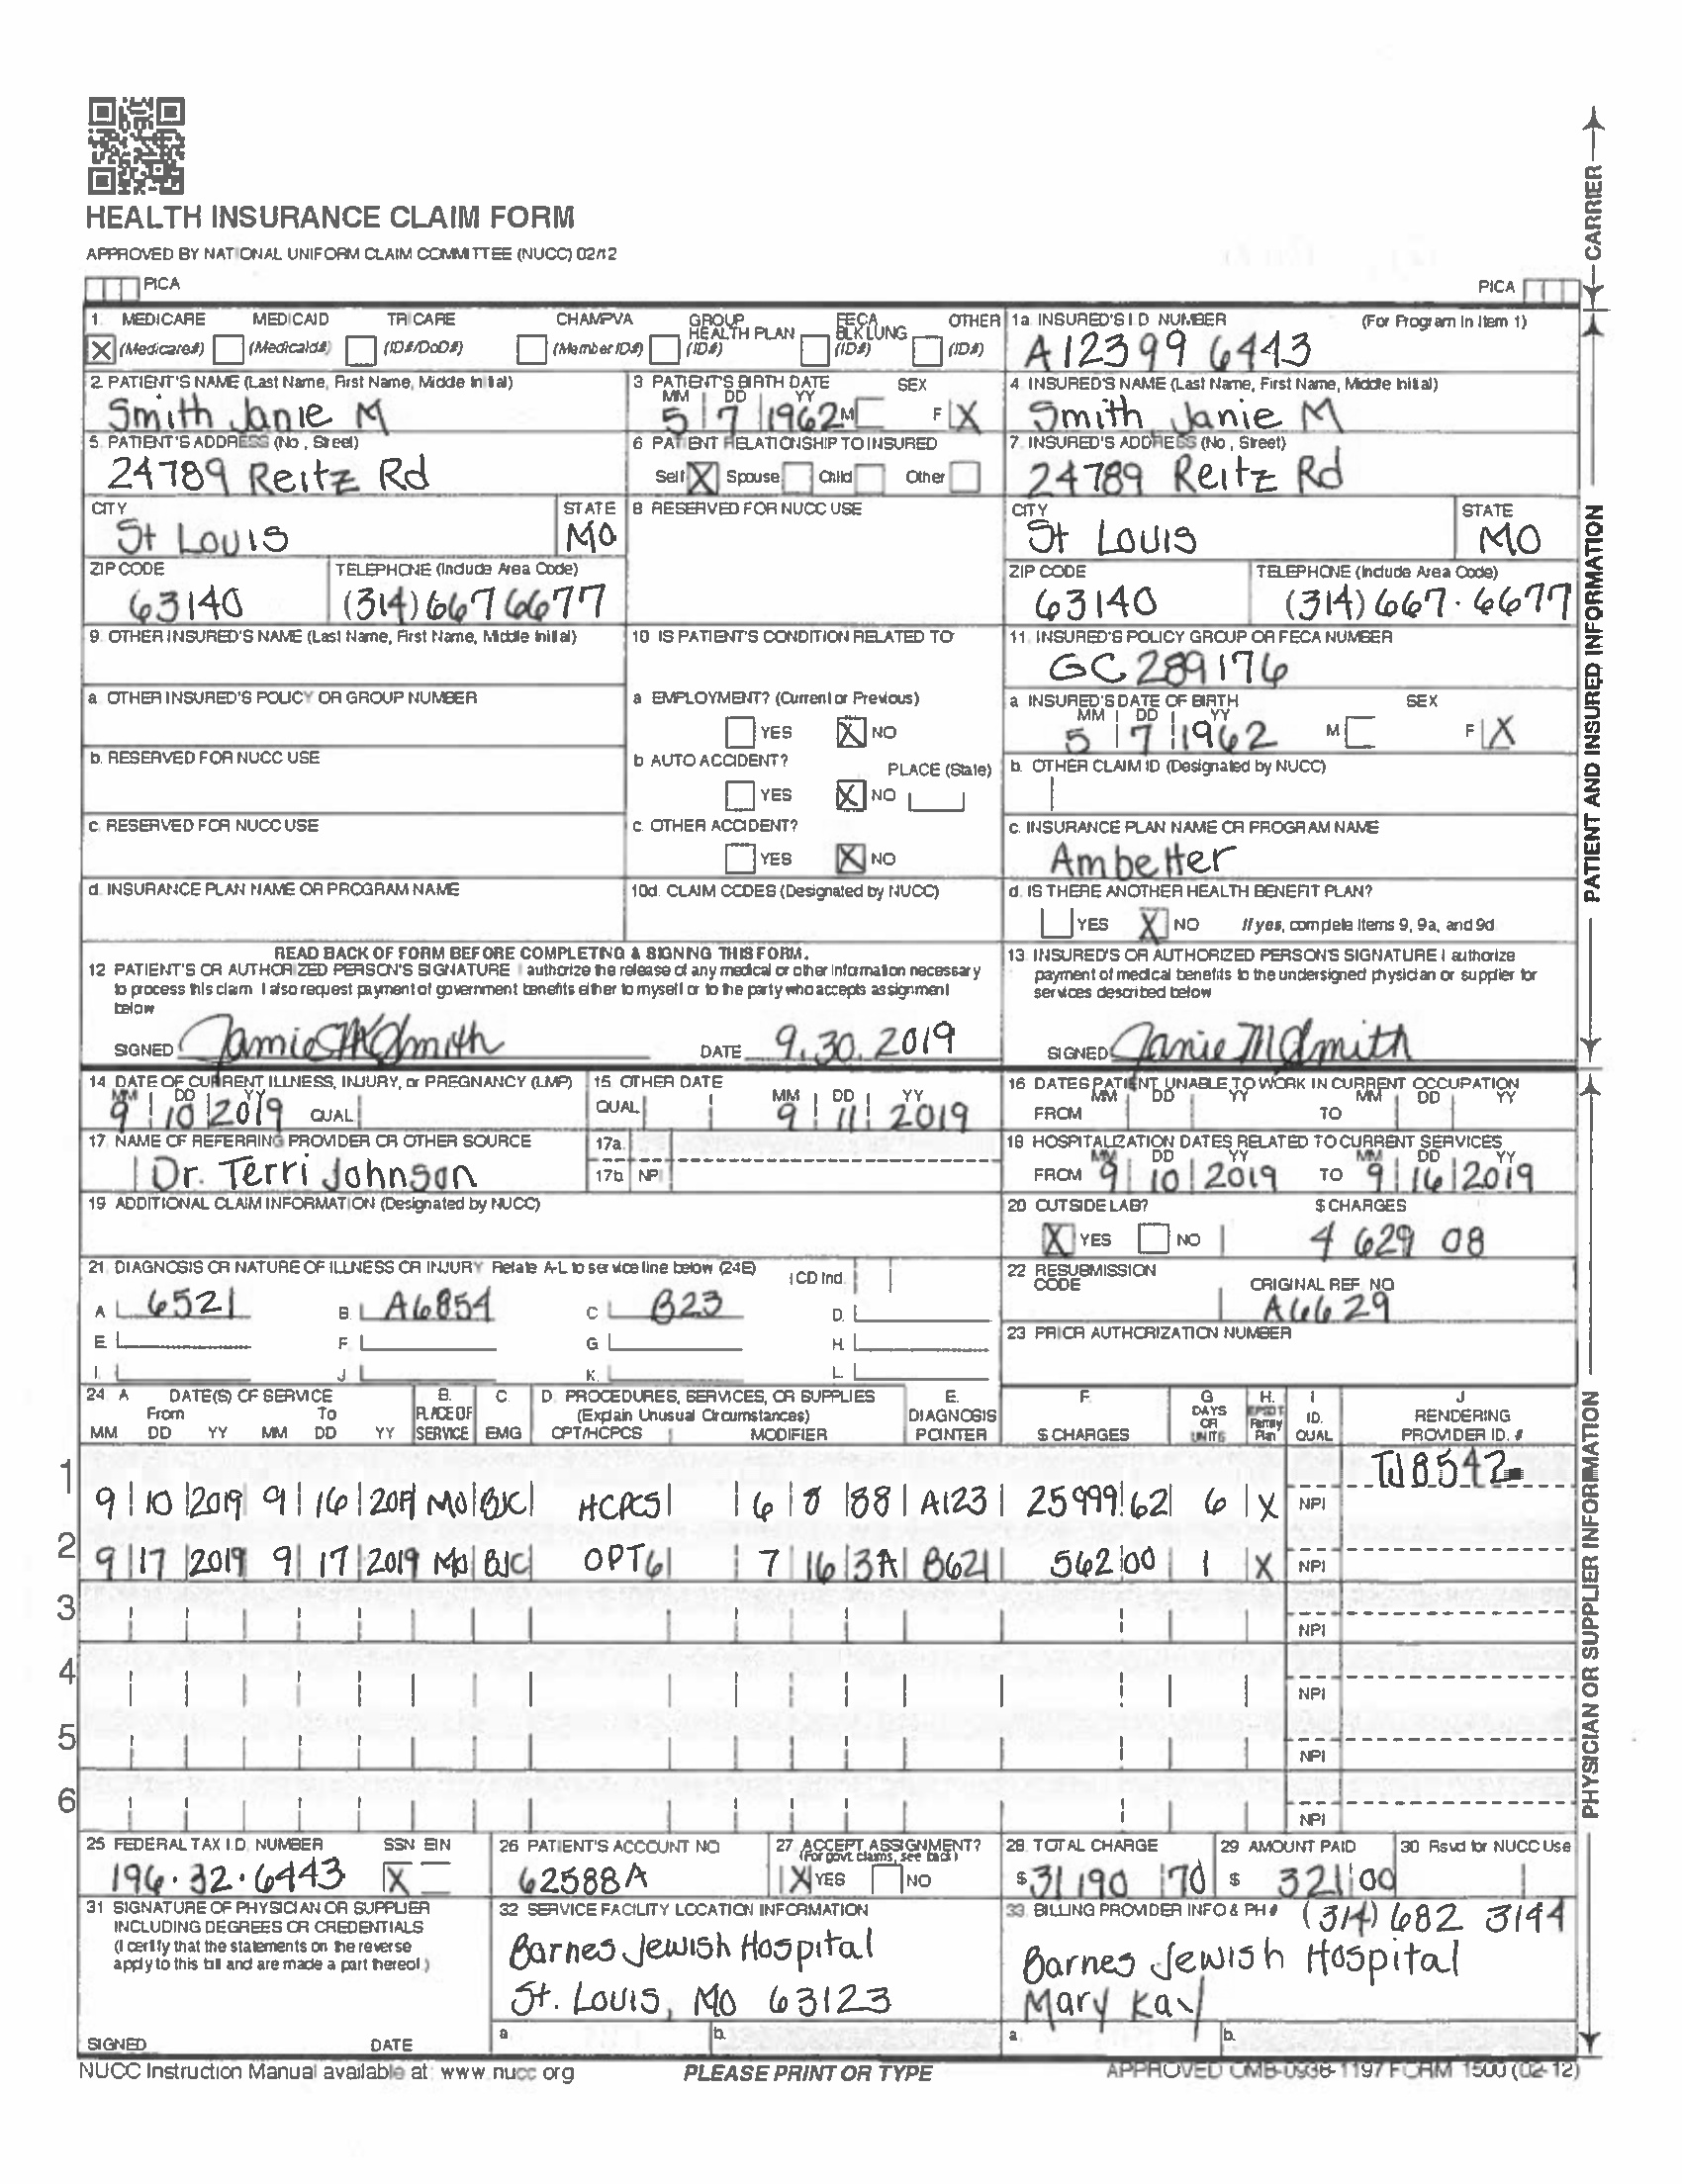 HEALTH INSURANCE CLAIM FORM
APPROVED BY NATIONAL UNIFORM CLAIM COMMITTEE (NUCC) 02/12
PICA PICA
CARRIER
1. MEDICARE MEDICAID TRICARE CHAMPVA GROUP HEALTH PLAN FECA BLK LUNG OTHER
X (Medicare#) (Medicaid#) (ID#/DoD#) (Member ID#) (ID#) (ID#) (ID#)
1a. INSURED'S I.D. NUMBER (For Program in Item 1)
A12399 6443
2. PATIENT'S NAME (Last Name, First Name, Middle Initial)
Smith Janie M
3. PATIENT'S BIRTH DATE SEX
MM DD YY
5 7 1962 M F X
4. INSURED'S NAME (Last Name, First Name, Middle Initial)
Smith, Janie M
5. PATIENT'S ADDRESS (No., Street)
24789 Reitz Rd
6. PATIENT RELATIONSHIP TO INSURED
Self X Spouse Child Other
7. INSURED'S ADDRESS (No., Street)
24789 Reitz Rd
CITY STATE
St Louis MO
8. RESERVED FOR NUCC USE
CITY STATE
St Louis MO
ZIP CODE TELEPHONE (Include Area Code)
63140 (314) 667 6677
ZIP CODE TELEPHONE (Include Area Code)
63140 (314) 667-6677
9. OTHER INSURED'S NAME (Last Name, First Name, Middle Initial)
10. IS PATIENT'S CONDITION RELATED TO
11. INSURED'S POLICY GROUP OR FECA NUMBER
GC 289176
a. OTHER INSURED'S POLICY OR GROUP NUMBER
a. EMPLOYMENT? (Current or Previous)
YES X NO
a. INSURED'S DATE OF BIRTH SEX
MM DD YY
5 7 1962 M F X
b. RESERVED FOR NUCC USE
b. AUTO ACCIDENT? PLACE (State)
YES X NO
b. OTHER CLAIM ID (Designated by NUCC)
c. RESERVED FOR NUCC USE
c. OTHER ACCIDENT?
YES X NO
c. INSURANCE PLAN NAME OR PROGRAM NAME
Ambetter
d. INSURANCE PLAN NAME OR PROGRAM NAME
10d. CLAIM CODES (Designated by NUCC)
d. IS THERE ANOTHER HEALTH BENEFIT PLAN?
YES X NO If yes, complete items 9, 9a, and 9d
PATIENT AND INSURED INFORMATION
READ BACK OF FORM BEFORE COMPLETING & SIGNING THIS FORM.
12. PATIENT'S OR AUTHORIZED PERSON'S SIGNATURE I authorize the release of any medical or other information necessary
to process this claim. I also request payment of government benefits either to myself or to the party who accepts assignment
below
SIGNED Jamie M Smith DATE 9.30.2019
13. INSURED'S OR AUTHORIZED PERSON'S SIGNATURE I authorize
payment of medical benefits to the undersigned physician or supplier for
services described below
SIGNED Janie M Smith
14. DATE OF CURRENT ILLNESS, INJURY, or PREGNANCY (LMP)
MM DD YY
9 10 2019 QUAL
15. OTHER DATE
QUAL MM DD YY
9 11 2019
16. DATES PATIENT UNABLE TO WORK IN CURRENT OCCUPATION
MM DD YY MM DD YY
FROM TO
17. NAME OF REFERRING PROVIDER OR OTHER SOURCE
Dr. Terri Johnson
17a.
17b. NPI
18. HOSPITALIZATION DATES RELATED TO CURRENT SERVICES
MM DD YY MM DD YY
FROM 9 10 2019 TO 9 16 2019
19. ADDITIONAL CLAIM INFORMATION (Designated by NUCC)
20. OUTSIDE LAB? $ CHARGES
X YES NO 4 629 08
21. DIAGNOSIS OR NATURE OF ILLNESS OR INJURY Relate A-L to service line below (24E) ICD Ind.
A. 6521 B. A6854 C. B23 D.
E. F. G. H.
I. J. K. L.
22. RESUBMISSION CODE ORIGINAL REF. NO
A6629
23. PRIOR AUTHORIZATION NUMBER
24. A DATE(S) OF SERVICE B. C. D. PROCEDURES, SERVICES, OR SUPPLIES E. F. G. H. I. J.
From To PLACE OF (Explain Unusual Circumstances) DIAGNOSIS DAYS OR EPSDT Family ID. RENDERING
MM DD YY MM DD YY SERVICE EMG CPT/HCPCS MODIFIER POINTER $ CHARGES UNITS Plan QUAL PROVIDER ID. #
TJ8542
1 9 10 2019 9 16 2019 MO BJC HCPCS 6 8 88 A123 25999 62 6 X NPI
2 9 17 2019 9 17 2019 MO BJC OPT6 7 16 3A B621 562 00 1 X NPI
3 NPI
4 NPI
5 NPI
6 NPI
PHYSICIAN OR SUPPLIER INFORMATION
25. FEDERAL TAX I.D. NUMBER SSN EIN
196-32-6443 X
26. PATIENT'S ACCOUNT NO
62588A
27. ACCEPT ASSIGNMENT?
(For govt. claims, see back)
X YES NO
28. TOTAL CHARGE
$ 31 190 70
29. AMOUNT PAID
$ 321 00
30. Rsvd for NUCC Use
31. SIGNATURE OF PHYSICIAN OR SUPPLIER
INCLUDING DEGREES OR CREDENTIALS
(I certify that the statements on the reverse
apply to this bill and are made a part thereof.)
SIGNED DATE
32. SERVICE FACILITY LOCATION INFORMATION
Barnes Jewish Hospital
St. Louis, MO 63123
a. b.
33. BILLING PROVIDER INFO & PH # (314) 682 3144
Barnes Jewish Hospital
Mary Kay
a. b.
NUCC Instruction Manual available at: www.nucc.org PLEASE PRINT OR TYPE APPROVED OMB-0938-1197 FORM 1500 (02-12)